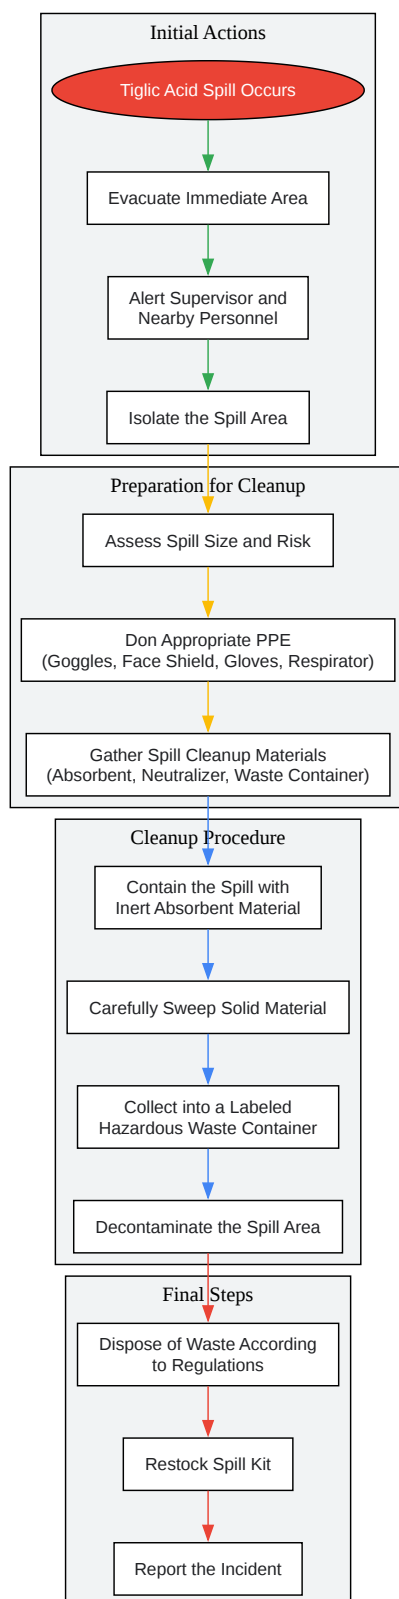 Initial Actions
Tiglic Acid Spill Occurs
Evacuate Immediate Area
Alert Supervisor and
Nearby Personnel
Isolate the Spill Area
Preparation for Cleanup
Assess Spill Size and Risk
Don Appropriate PPE
(Goggles, Face Shield, Gloves, Respirator)
Gather Spill Cleanup Materials
(Absorbent, Neutralizer, Waste Container)
Cleanup Procedure
Contain the Spill with
Inert Absorbent Material
Carefully Sweep Solid Material
Collect into a Labeled
Hazardous Waste Container
Decontaminate the Spill Area
Final Steps
Dispose of Waste According
to Regulations
Restock Spill Kit
Report the Incident